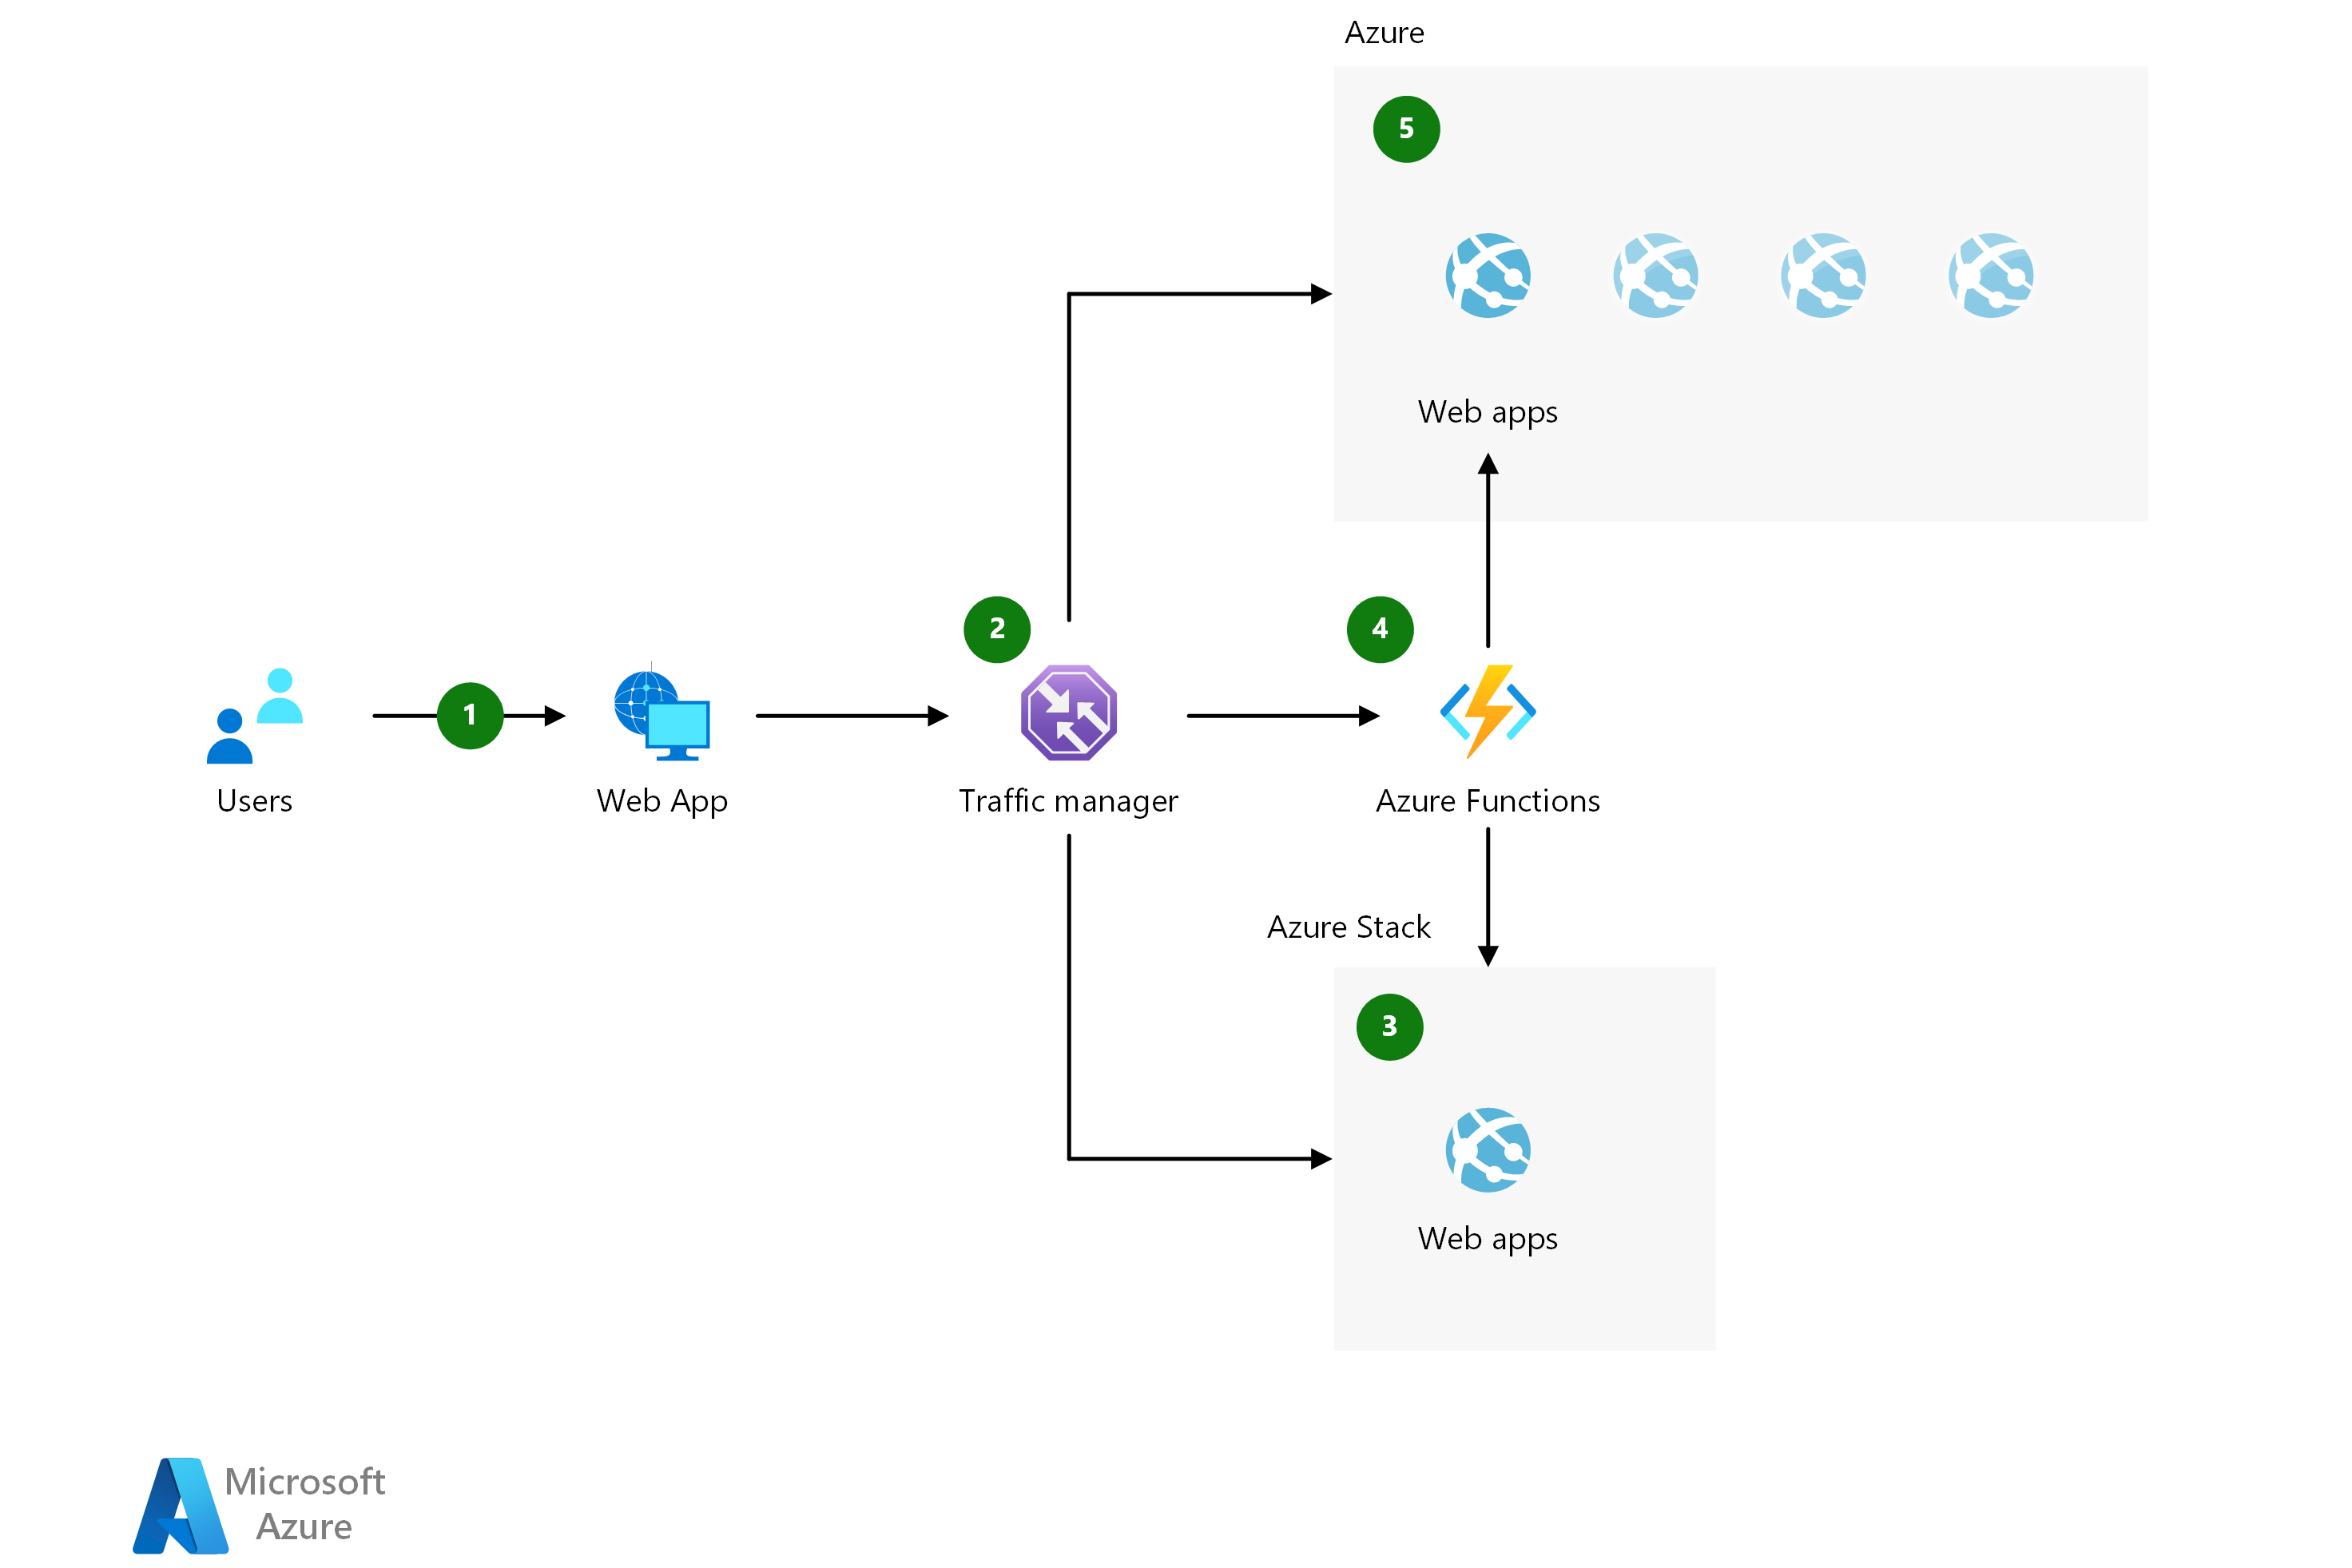 Azure
5
Web apps
2
4
1
Users
Web App
Traffic manager
Azure Functions
Azure Stack
3
Web apps
Microsoft
Azure